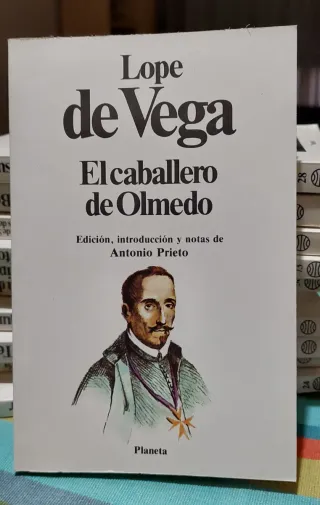 Lope
de Vega
El caballero
de Olmedo
Edición, introducción y notas de
Antonio Prieto
Planeta